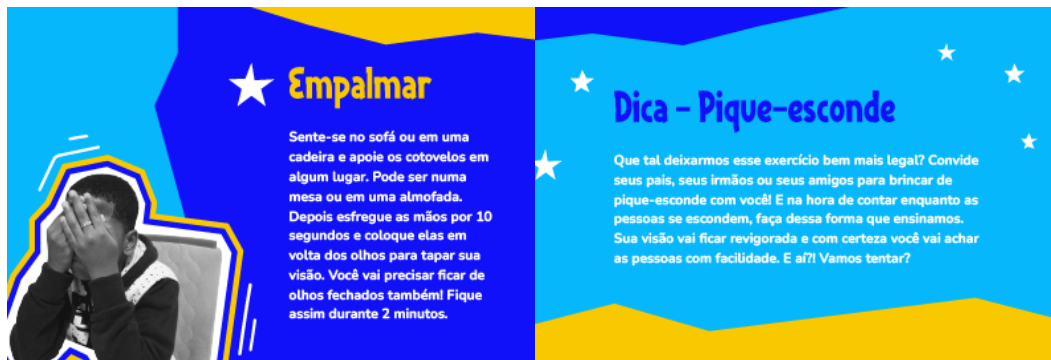 Empalmar
Sente-se no sofá ou em uma
cadeira e apoie os cotovelos em
algum lugar. Pode ser numa
mesa ou em uma almofada.
Depois esfregue as mãos por 10
segundos e coloque elas em
volta dos olhos para tapar sua
visão. Você vai precisar ficar de
olhos fechados também! Fique
assim durante 2 minutos.
Dica - Pique-esconde
Que tal deixarmos esse exercício bem mais legal? Convide
seus pais, seus irmãos ou seus amigos para brincar de
pique-esconde com você! E na hora de contar enquanto as
pessoas se escondem, faça dessa forma que ensinamos.
Sua visão vai ficar revigorada e com certeza você vai achar
as pessoas com facilidade. E aí?! Vamos tentar?